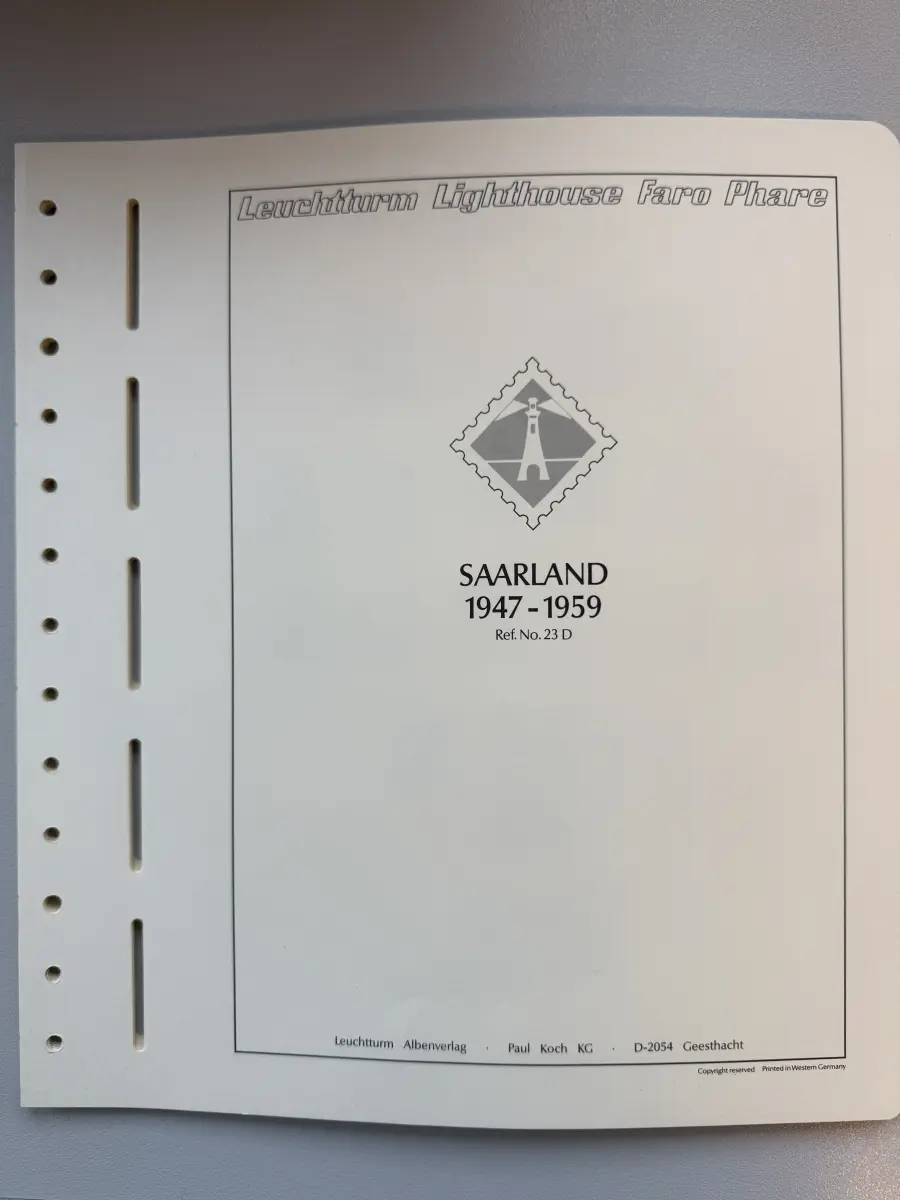 Leuchtturm Lighthouse Faro Phare
SAARLAND
1947 - 1959
Ref. No. 23 D
Leuchtturm Albenverlag · Paul Koch KG · D-2054 Geesthacht
Copyright reserved Printed in Western Germany